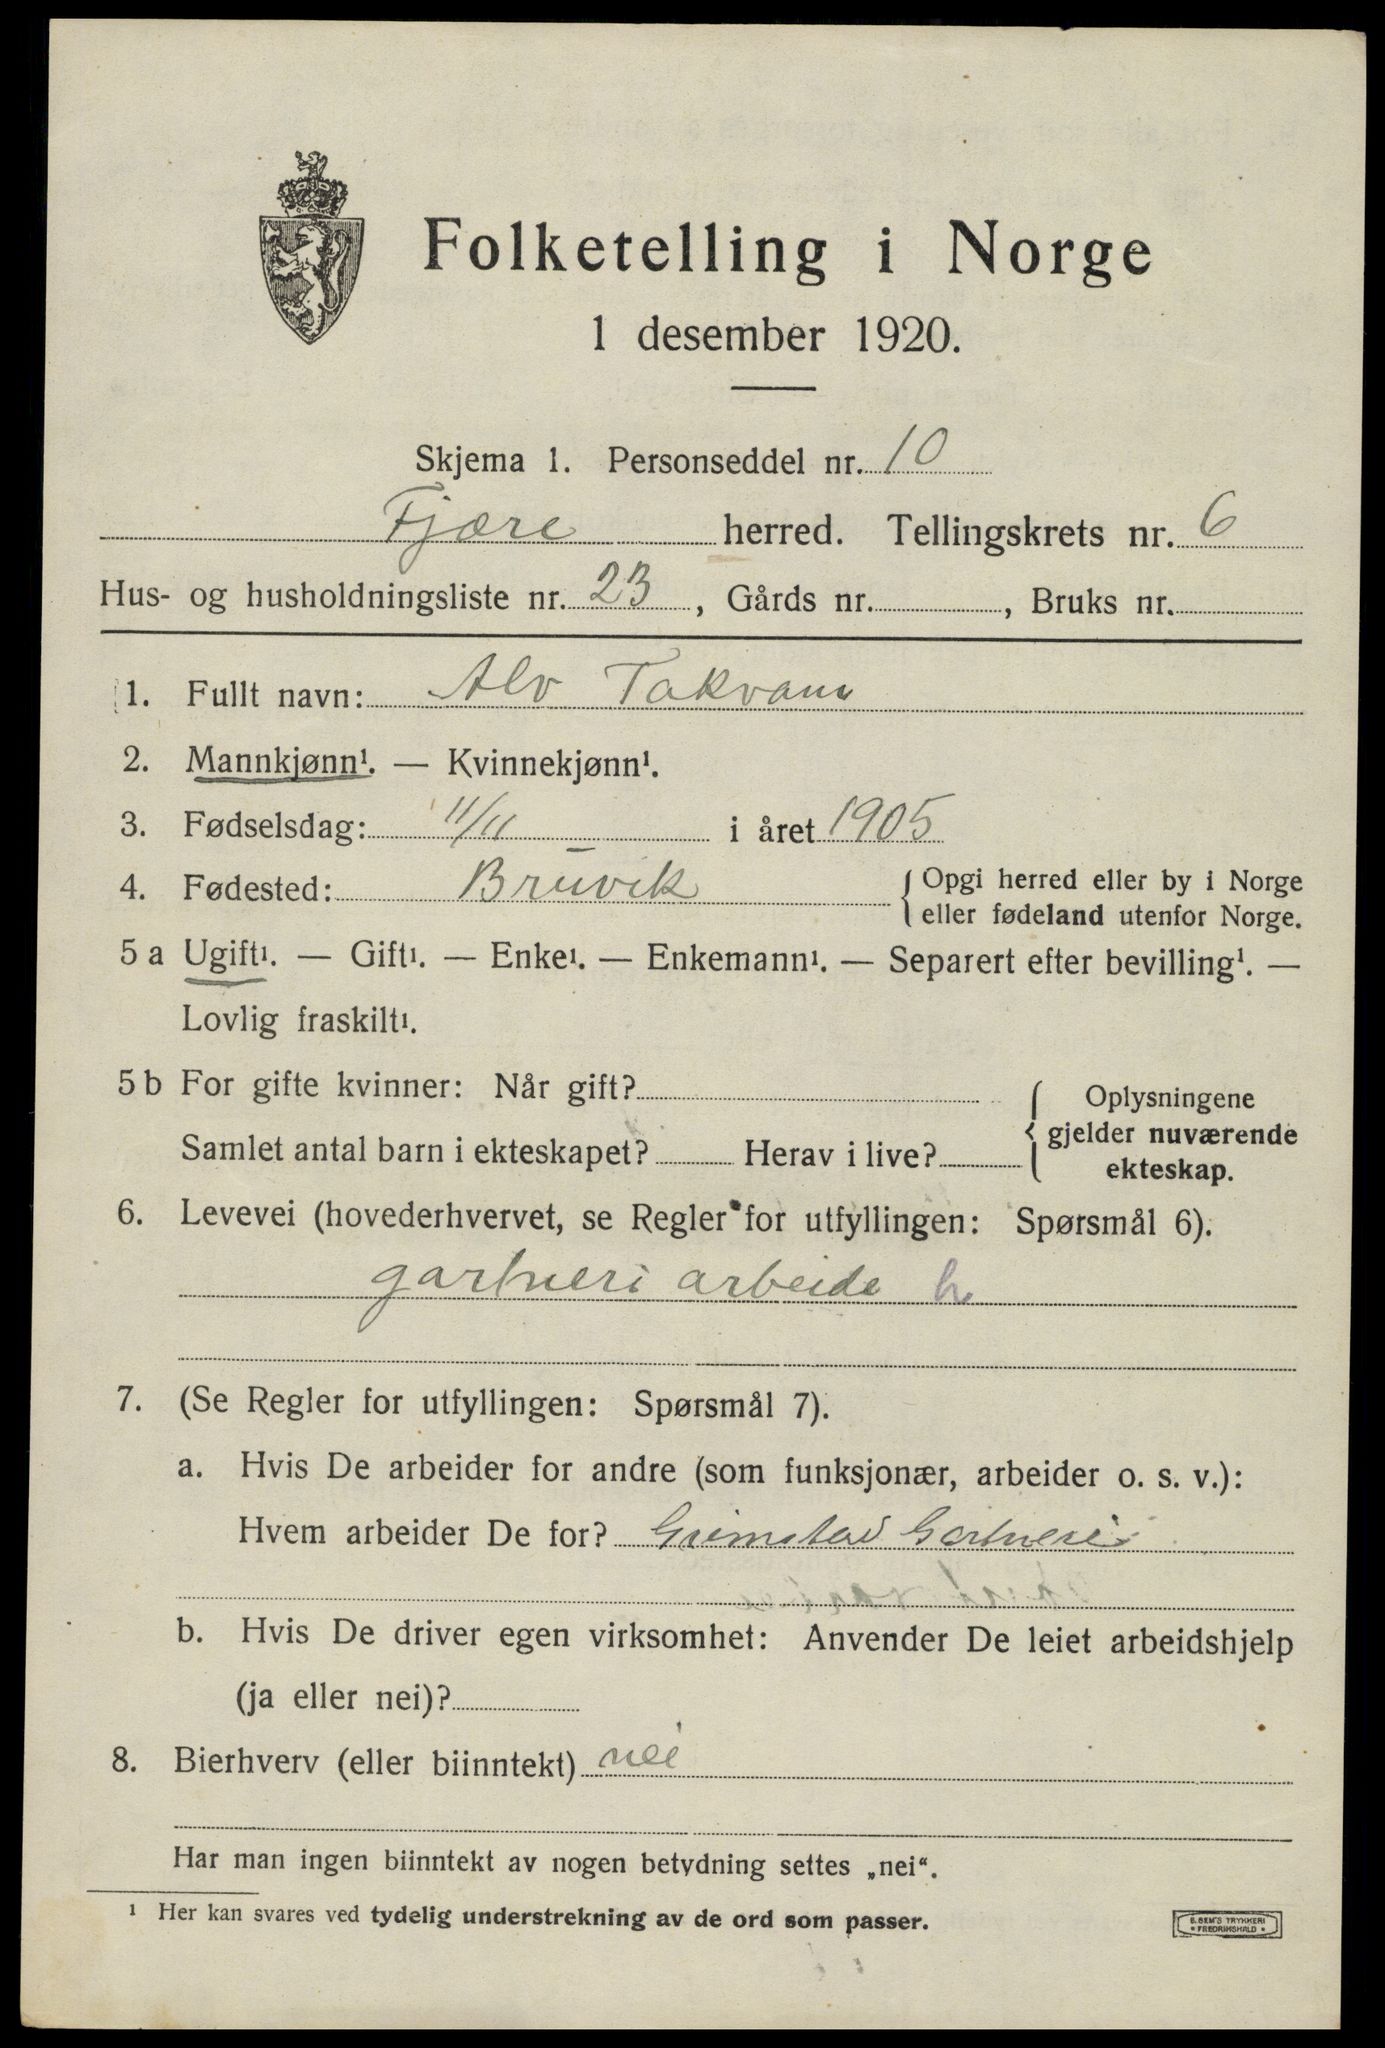 Folketelling i Norge
1 desember 1920.
Skjema 1. Personseddel nr. 10
Fjære herred. Tellingskrets nr. 6
Hus- og husholdningsliste nr. 23, Gårds nr. , Bruks nr.
1. Fullt navn: Alv Takvam
2. Mannkjønn¹. — Kvinnekjønn¹.
3. Fødselsdag: 11/11 i året 1905
4. Fødested: Bruvik { Opgi herred eller by i Norge
eller fødeland utenfor Norge.
5 a Ugift¹. — Gift¹. — Enke¹. — Enkemann¹. — Separert efter bevilling¹. —
Lovlig fraskilt¹.
5 b For gifte kvinner: Når gift?
Samlet antal barn i ekteskapet? Herav i live?
{ Oplysningene
gjelder nuværende
ekteskap.
6. Levevei (hovederhvervet, se Regler for utfyllingen: Spørsmål 6).
gartneri arbeide h
7. (Se Regler for utfyllingen: Spørsmål 7).
a. Hvis De arbeider for andre (som funksjonær, arbeider o. s. v.):
Hvem arbeider De for? Grimstad Gartneri
b. Hvis De driver egen virksomhet: Anvender De leiet arbeidshjelp
(ja eller nei)?
8. Bierhverv (eller biinntekt) nei
Har man ingen biinntekt av nogen betydning settes „nei“.
¹ Her kan svares ved tydelig understrekning av de ord som passer.
E. SEM'S TRYKKERI
* FREDRIKSHALD *